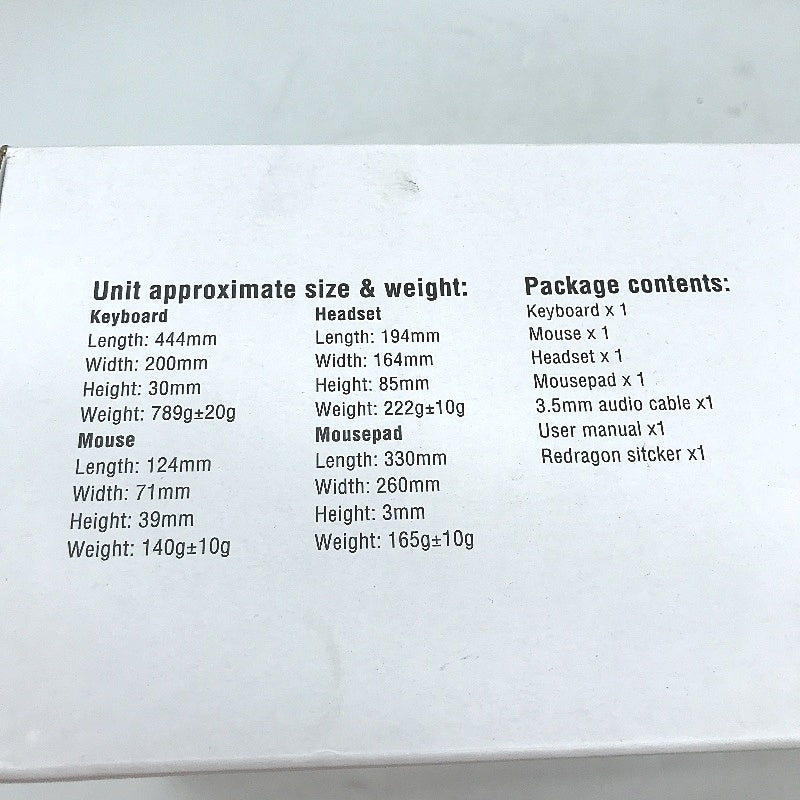 Unit approximate size & weight:
Keyboard
Length: 444mm
Width: 200mm
Height: 30mm
Weight: 789g±20g
Mouse
Length: 124mm
Width: 71mm
Height: 39mm
Weight: 140g±10g
Headset
Length: 194mm
Width: 164mm
Height: 85mm
Weight: 222g±10g
Mousepad
Length: 330mm
Width: 260mm
Height: 3mm
Weight: 165g±10g
Package contents:
Keyboard x 1
Mouse x 1
Headset x 1
Mousepad x 1
3.5mm audio cable x1
User manual x1
Redragon sitcker x1